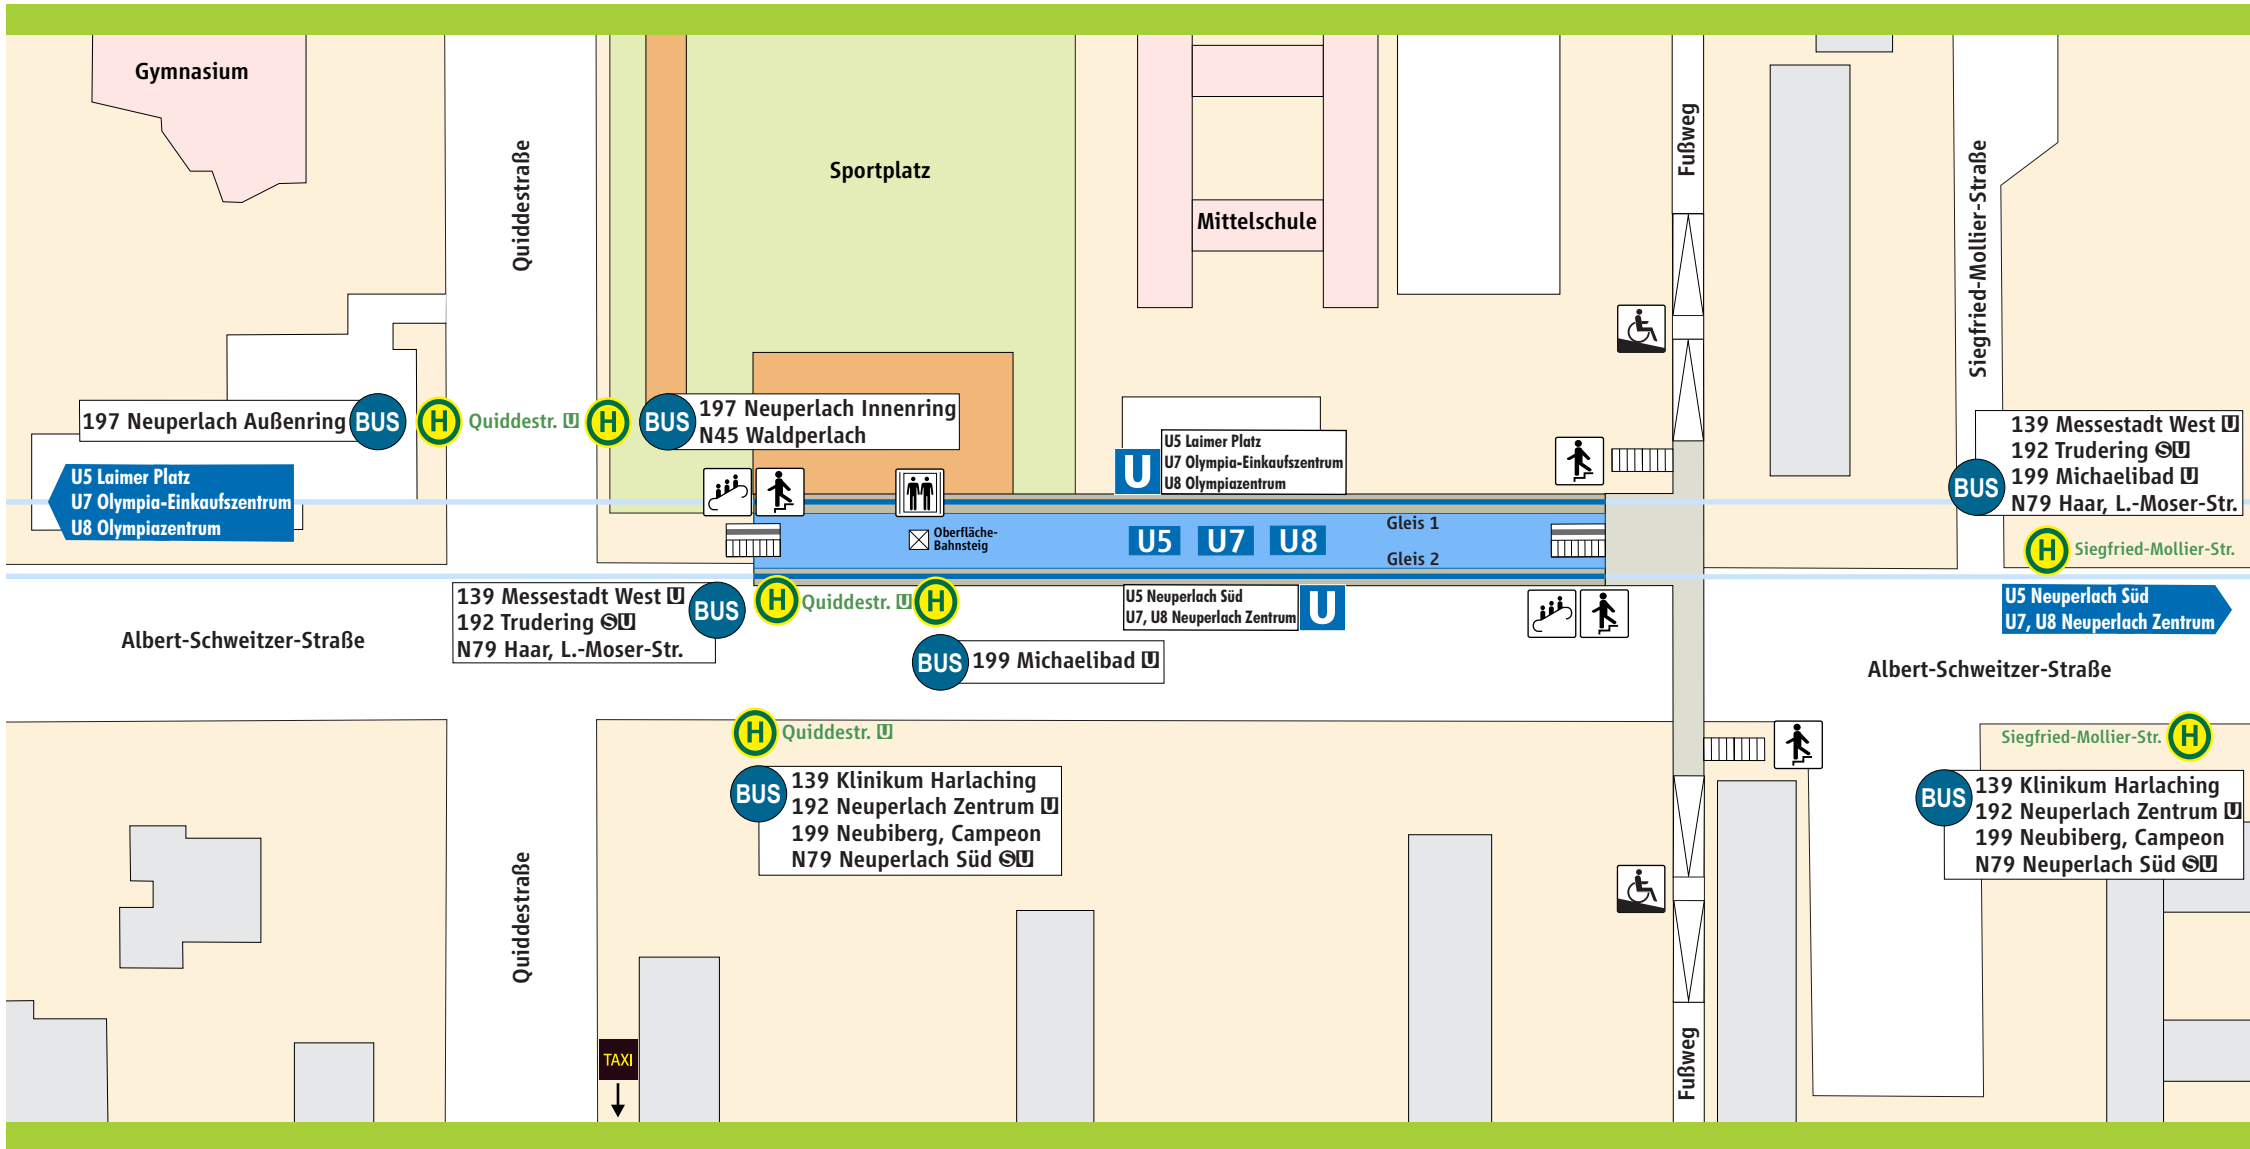 Gymnasium
Quiddestraße
Sportplatz
Mittelschule
Fußweg
Siegfried-Mollier-Straße
197 Neuperlach Außenring
BUS
H
Quiddestr. U
H
BUS
197 Neuperlach Innenring
N45 Waldperlach
U5 Laimer Platz
U7 Olympia-Einkaufszentrum
U8 Olympiazentrum
U
U5 Laimer Platz
U7 Olympia-Einkaufszentrum
U8 Olympiazentrum
BUS
139 Messestadt West U
192 Trudering S U
199 Michaelibad U
N79 Haar, L.-Moser-Str.
H
Siegfried-Mollier-Str.
Oberfläche-
Bahnsteig
U5 U7 U8
Gleis 1
Gleis 2
139 Messestadt West U
192 Trudering S U
N79 Haar, L.-Moser-Str.
BUS
H
Quiddestr. U
H
BUS
199 Michaelibad U
U5 Neuperlach Süd
U7, U8 Neuperlach Zentrum
U
U5 Neuperlach Süd
U7, U8 Neuperlach Zentrum
Albert-Schweitzer-Straße
Albert-Schweitzer-Straße
H
Quiddestr. U
BUS
139 Klinikum Harlaching
192 Neuperlach Zentrum U
199 Neubiberg, Campeon
N79 Neuperlach Süd S U
Siegfried-Mollier-Str.
H
BUS
139 Klinikum Harlaching
192 Neuperlach Zentrum U
199 Neubiberg, Campeon
N79 Neuperlach Süd S U
Quiddestraße
TAXI
Fußweg